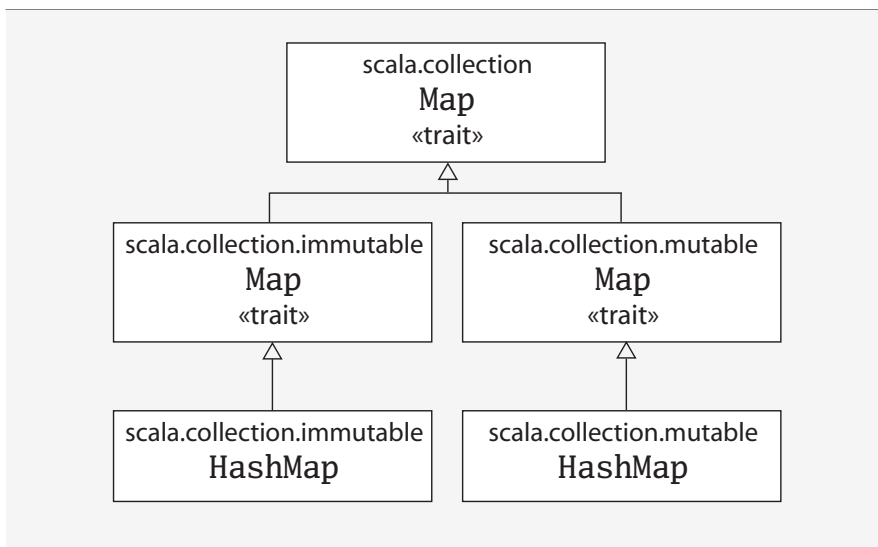 scala.collection
Map
«trait»
scala.collection.immutable
Map
«trait»
scala.collection.mutable
Map
«trait»
scala.collection.immutable
HashMap
scala.collection.mutable
HashMap